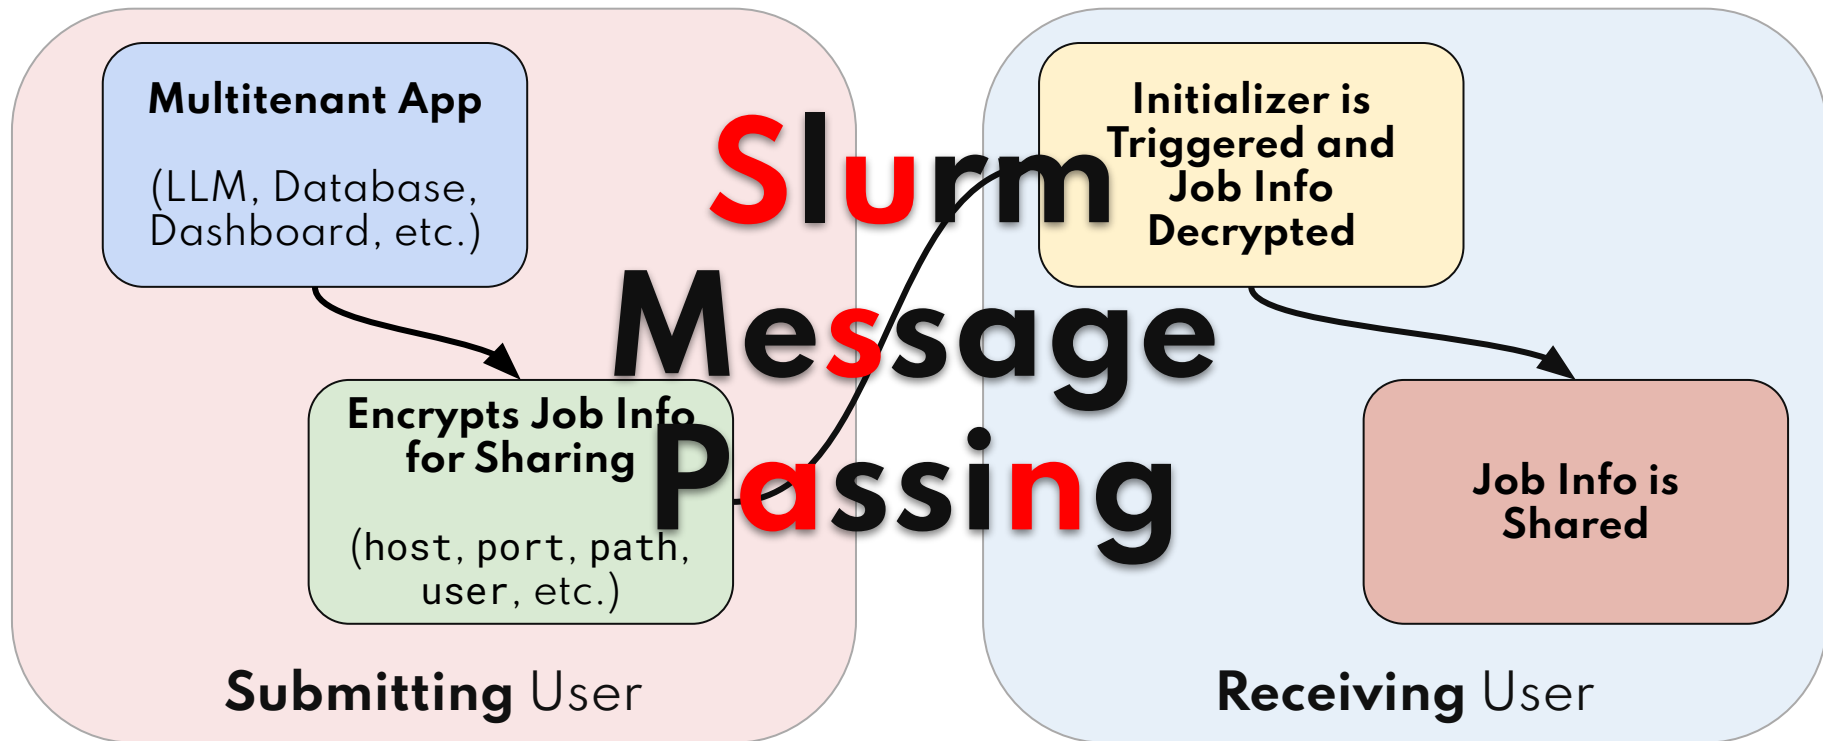 Multitenant App
(LLM, Database,
Dashboard, etc.)
Encrypts Job Info
for Sharing
(host, port, path,
user, etc.)
Submitting User
Slurm
Message
Passing
Initializer is
Triggered and
Job Info
Decrypted
Job Info is
Shared
Receiving User